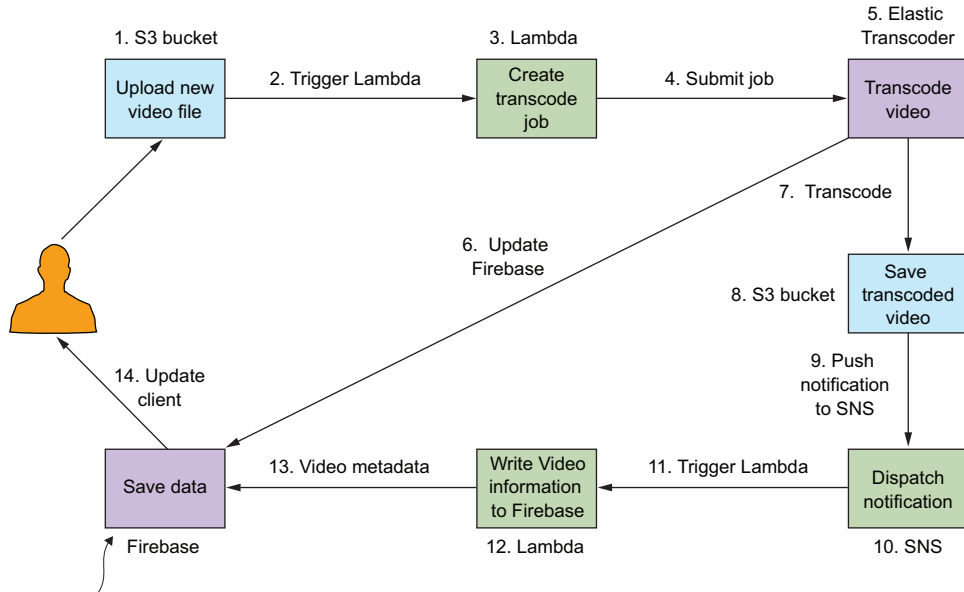 1. S3 bucket
Upload new
video file
2. Trigger Lambda
3. Lambda
Create
transcode
job
4. Submit job
5. Elastic
Transcoder
Transcode
video
6. Update
Firebase
7. Transcode
8. S3 bucket
Save
transcoded
video
9. Push
notification
to SNS
Dispatch
notification
10. SNS
11. Trigger Lambda
Write Video
information
to Firebase
12. Lambda
13. Video metadata
Save data
Firebase
14. Update
client